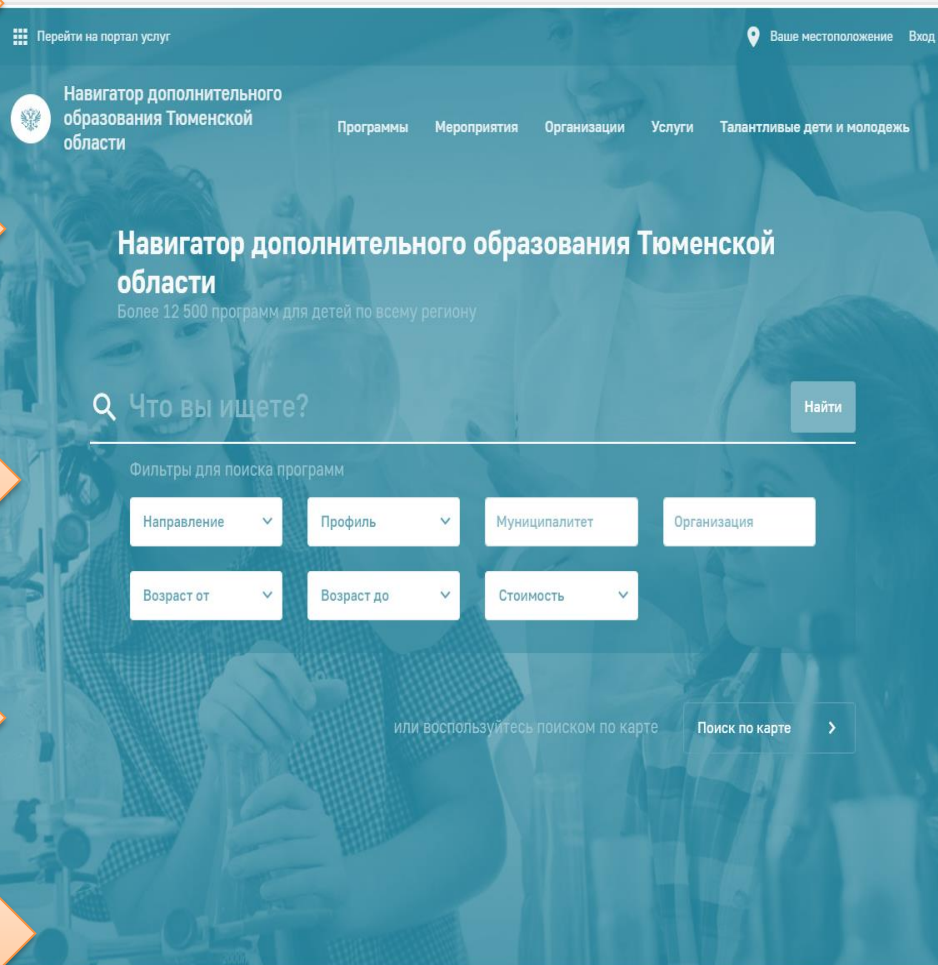 Перейти на портал услуг
Ваше местоположение Вход
Навигатор дополнительного
образования Тюменской
области
Программы Мероприятия Организации Услуги Талантливые дети и молодежь
Навигатор дополнительного образования Тюменской
области
Более 12 500 программ для детей по всему региону
Что вы ищете?
Найти
Фильтры для поиска программ
Направление Профиль Муниципалитет Организация
Возраст от Возраст до Стоимость
или воспользуйтесь поиском по карте Поиск по карте